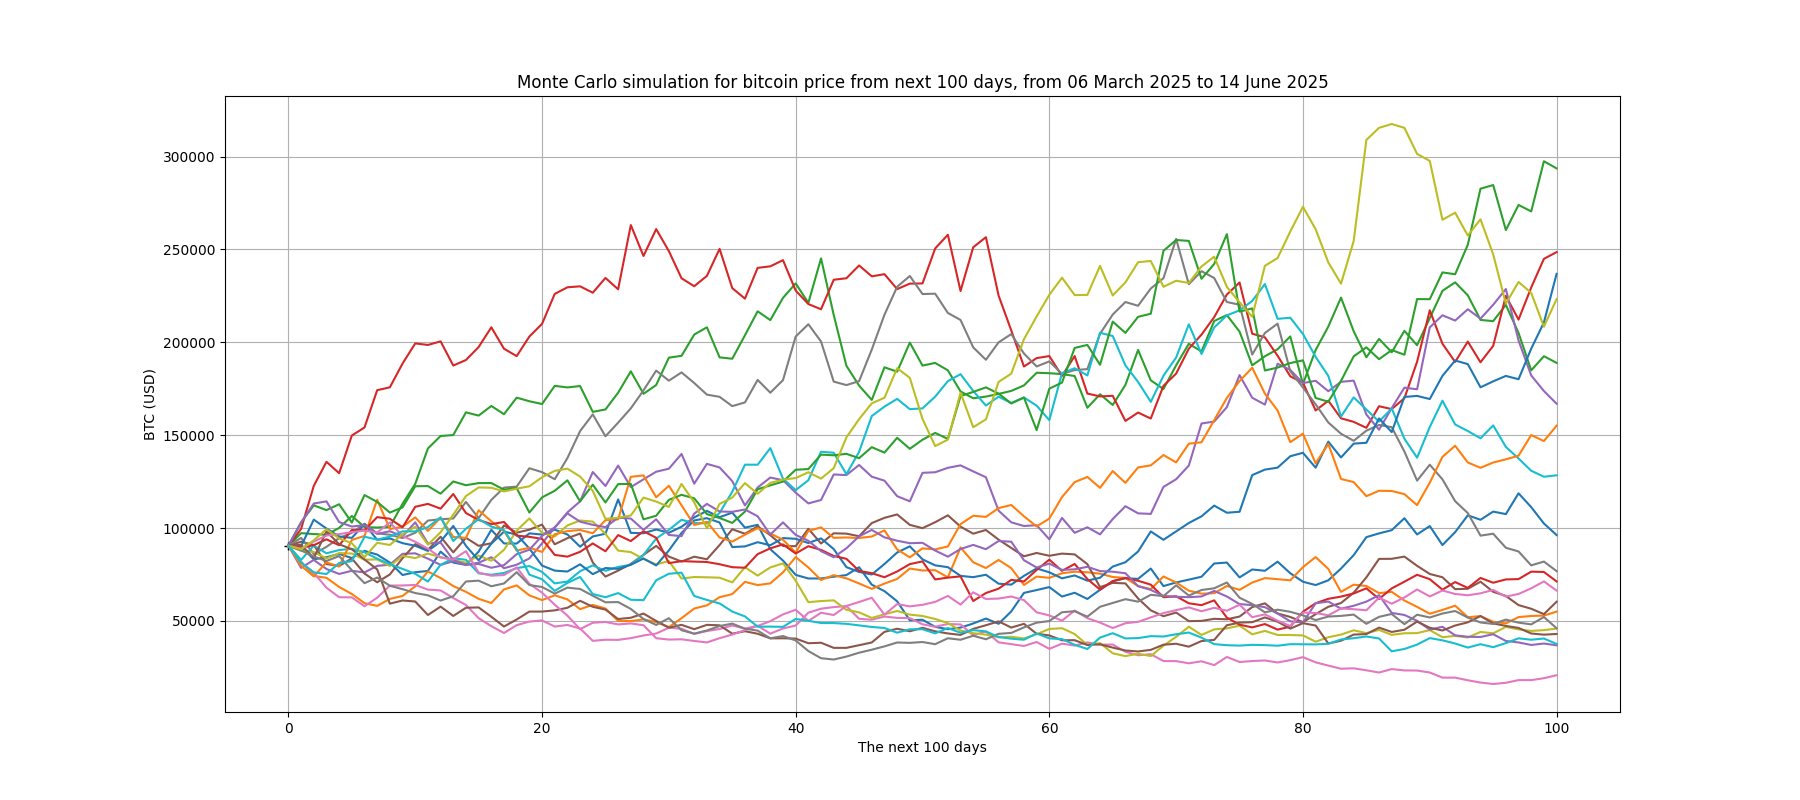 Monte Carlo simulation for bitcoin price from next 100 days, from 06 March 2025 to 14 June 2025
BTC (USD)
300000
250000
200000
150000
100000
50000
0 20 40 60 80 100
The next 100 days